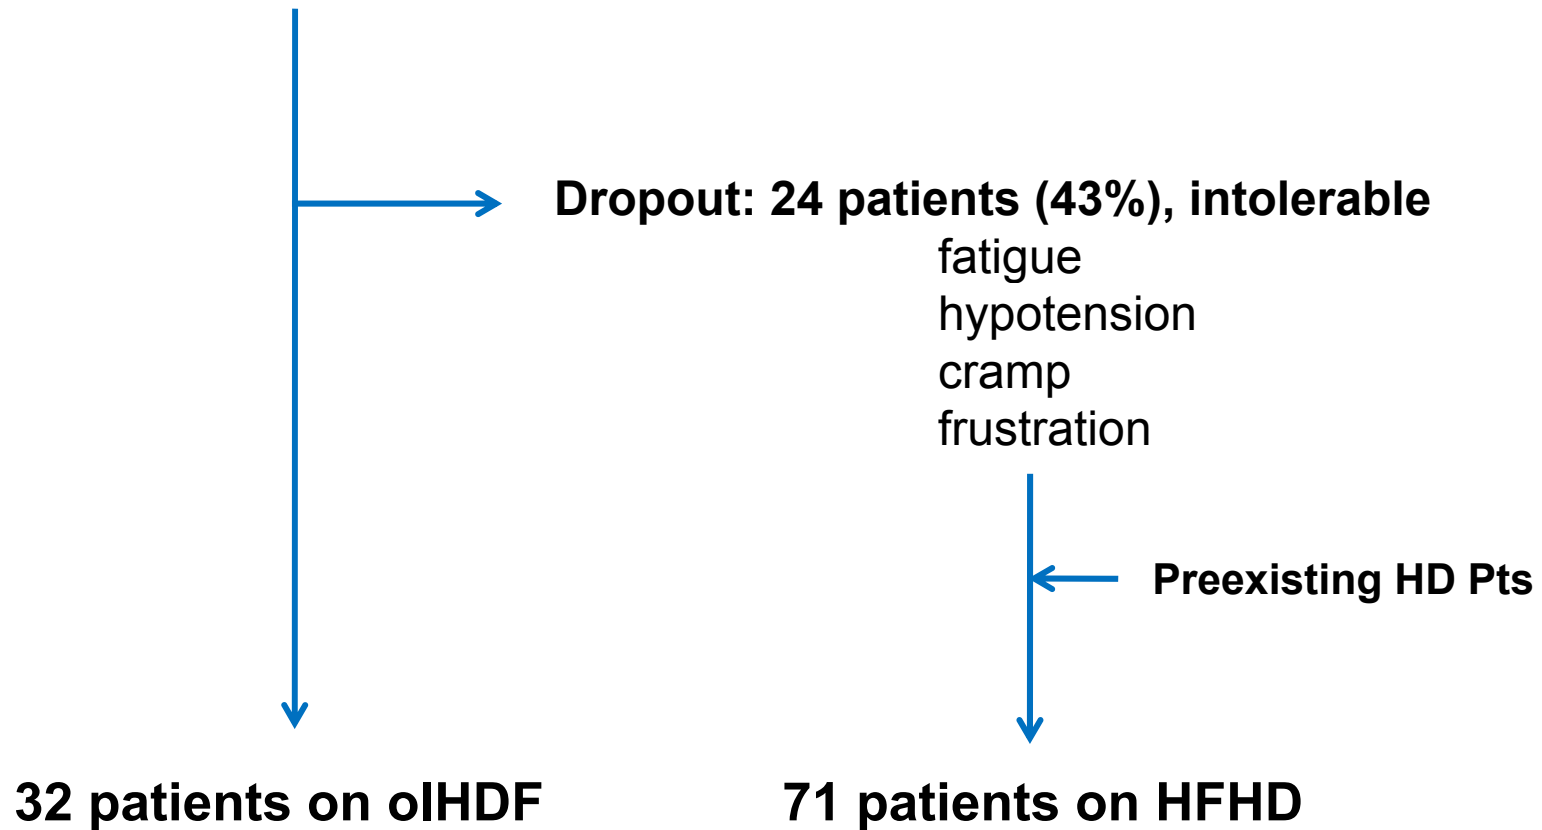 Dropout: 24 patients (43%), intolerable
fatigue
hypotension
cramp
frustration
Preexisting HD Pts
32 patients on olHDF
71 patients on HFHD